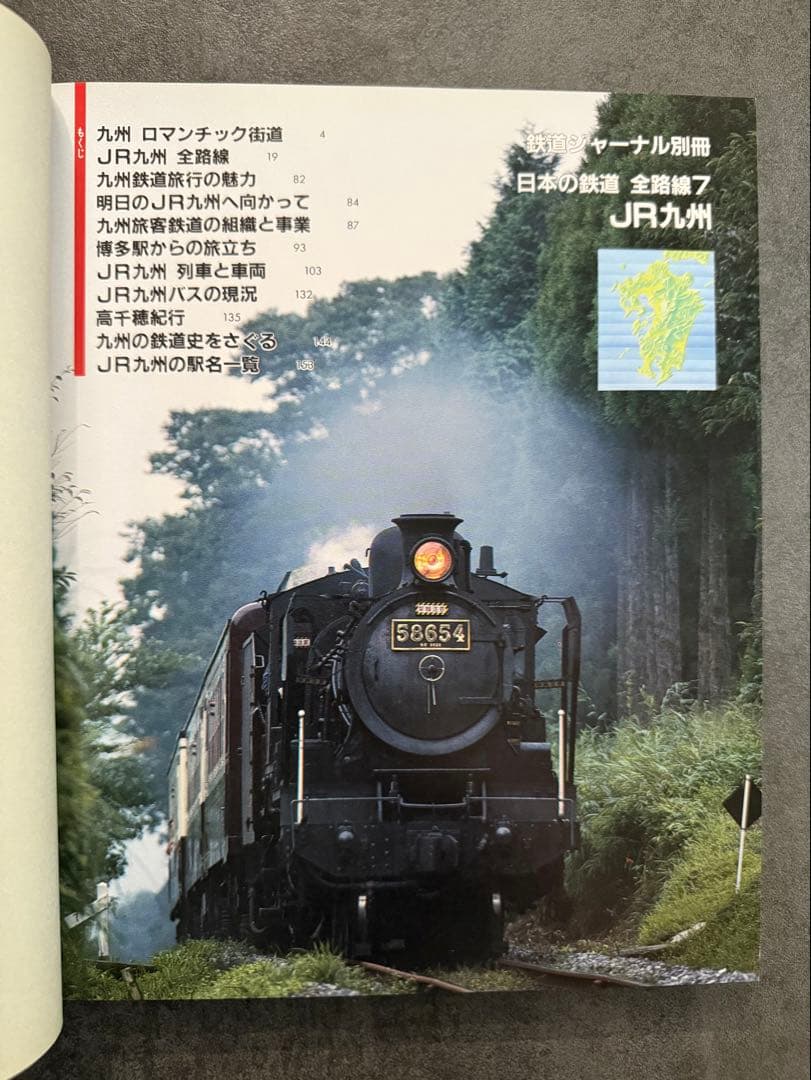 もくじ
九州 ロマンチック街道 4
JR九州 全路線 19
九州鉄道旅行の魅力 82
明日のJR九州へ向かって 84
九州旅客鉄道の組織と事業 87
博多駅からの旅立ち 93
JR九州 列車と車両 103
JR九州バスの現況 132
高千穂紀行 135
九州の鉄道史をさぐる 144
JR九州の駅名一覧 153
鉄道ジャーナル別冊
日本の鉄道 全路線7
JR九州
58654